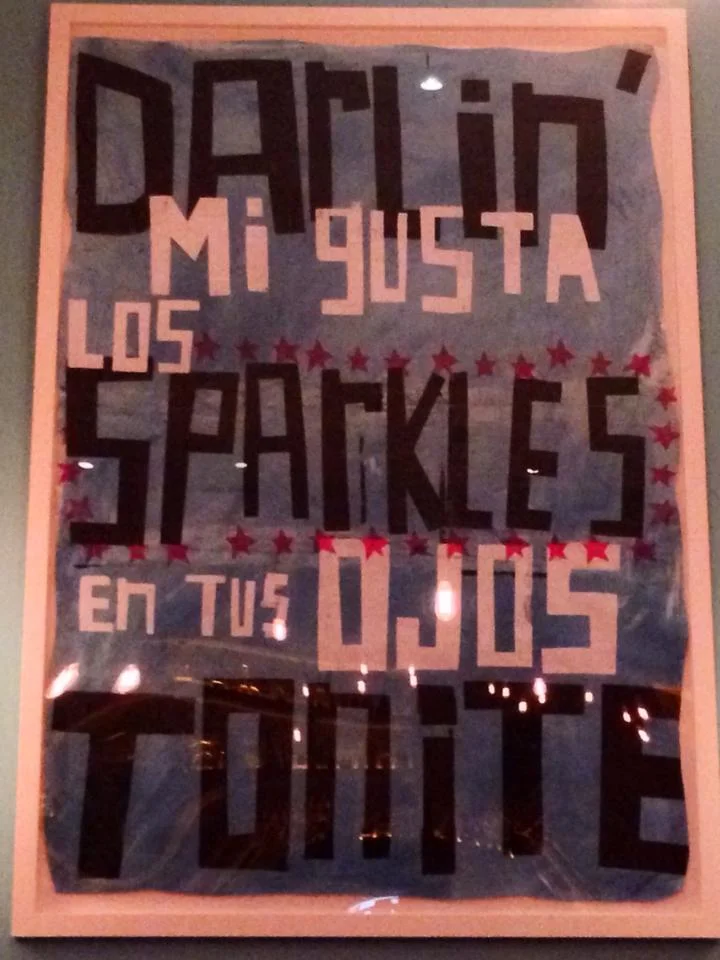 DArLin'
Mi gUSTA
LOS
SPArKLES
En TUS OJOS
TOniTE